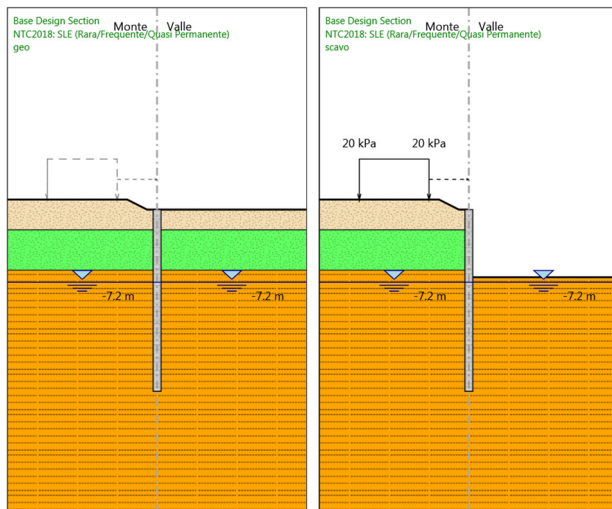 Base Design Section
NTC2018: SLE (Rara/Frequente/Quasi Permanente)
geo
Monte
Valle
-7.2 m
-7.2 m
Base Design Section
NTC2018: SLE (Rara/Frequente/Quasi Permanente)
scavo
Monte
Valle
20 kPa
20 kPa
-7.2 m
-7.2 m